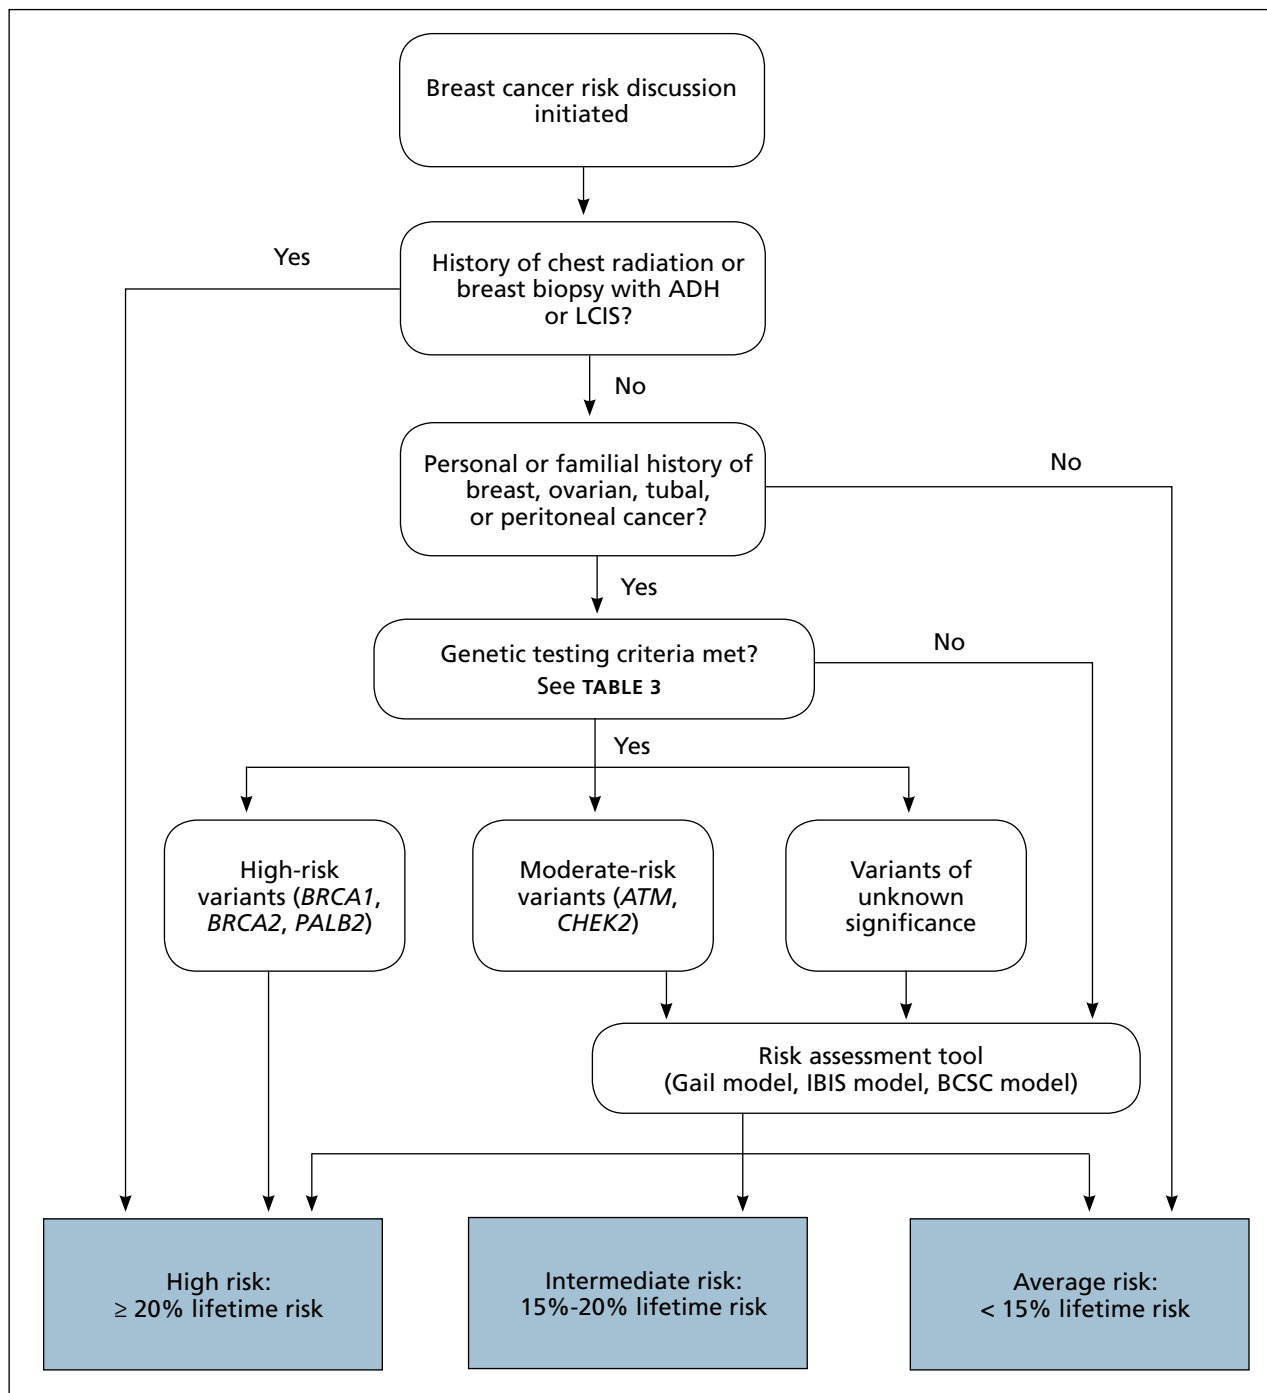 Breast cancer risk discussion
initiated
Yes
History of chest radiation or
breast biopsy with ADH
or LCIS?
No
Personal or familial history of
breast, ovarian, tubal,
or peritoneal cancer?
No
Yes
Genetic testing criteria met?
See TABLE 3
No
Yes
High-risk
variants (BRCA1,
BRCA2, PALB2)
Moderate-risk
variants (ATM,
CHEK2)
Variants of
unknown
significance
Risk assessment tool
(Gail model, IBIS model, BCSC model)
High risk:
≥ 20% lifetime risk
Intermediate risk:
15%-20% lifetime risk
Average risk:
< 15% lifetime risk